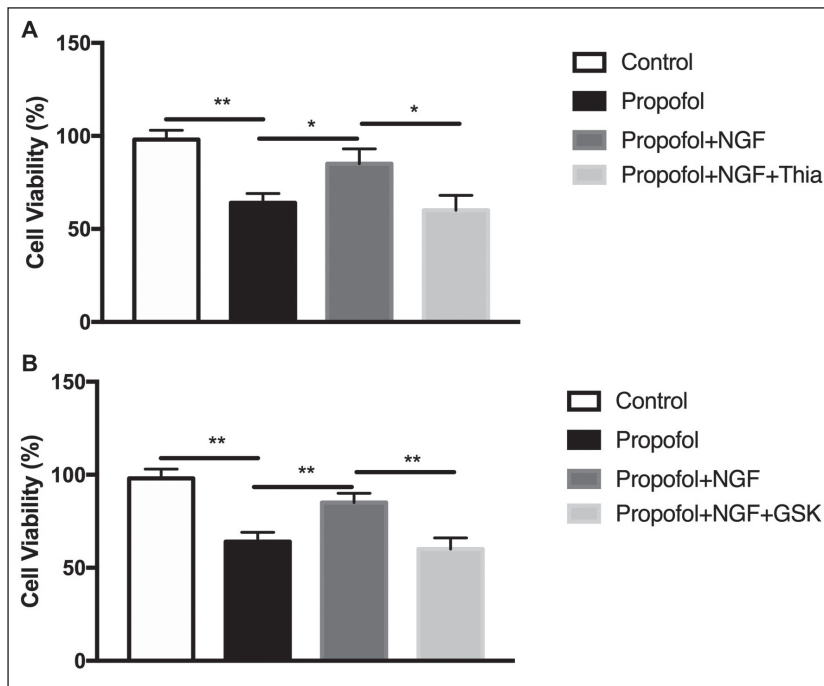 A
150
100
50
0
Cell Viability (%)
**
*
*
Control
Propofol
Propofol+NGF
Propofol+NGF+Thia
B
150
100
50
0
Cell Viability (%)
**
**
**
Control
Propofol
Propofol+NGF
Propofol+NGF+GSK